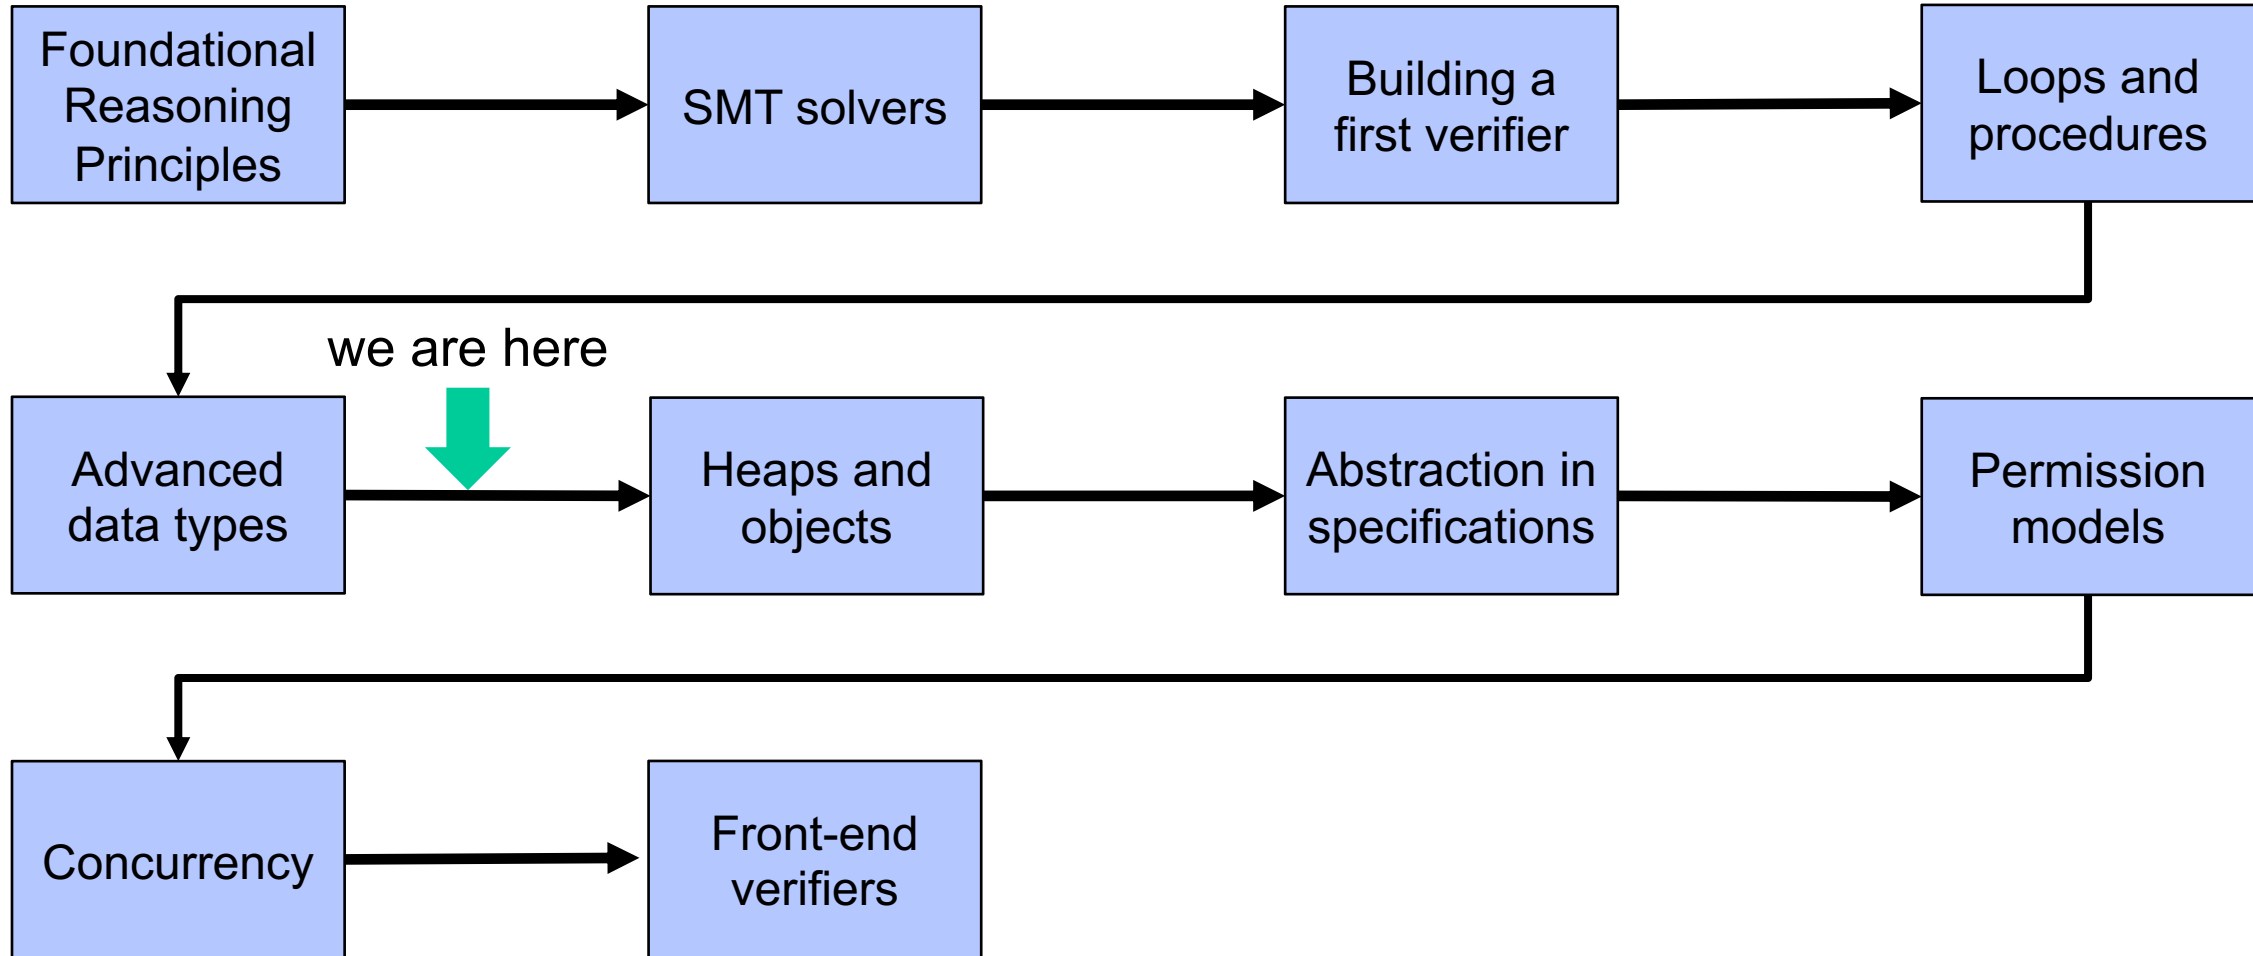 Foundational
Reasoning
Principles
SMT solvers
Building a
first verifier
Loops and
procedures
we are here
Advanced
data types
Heaps and
objects
Abstraction in
specifications
Permission
models
Concurrency
Front-end
verifiers